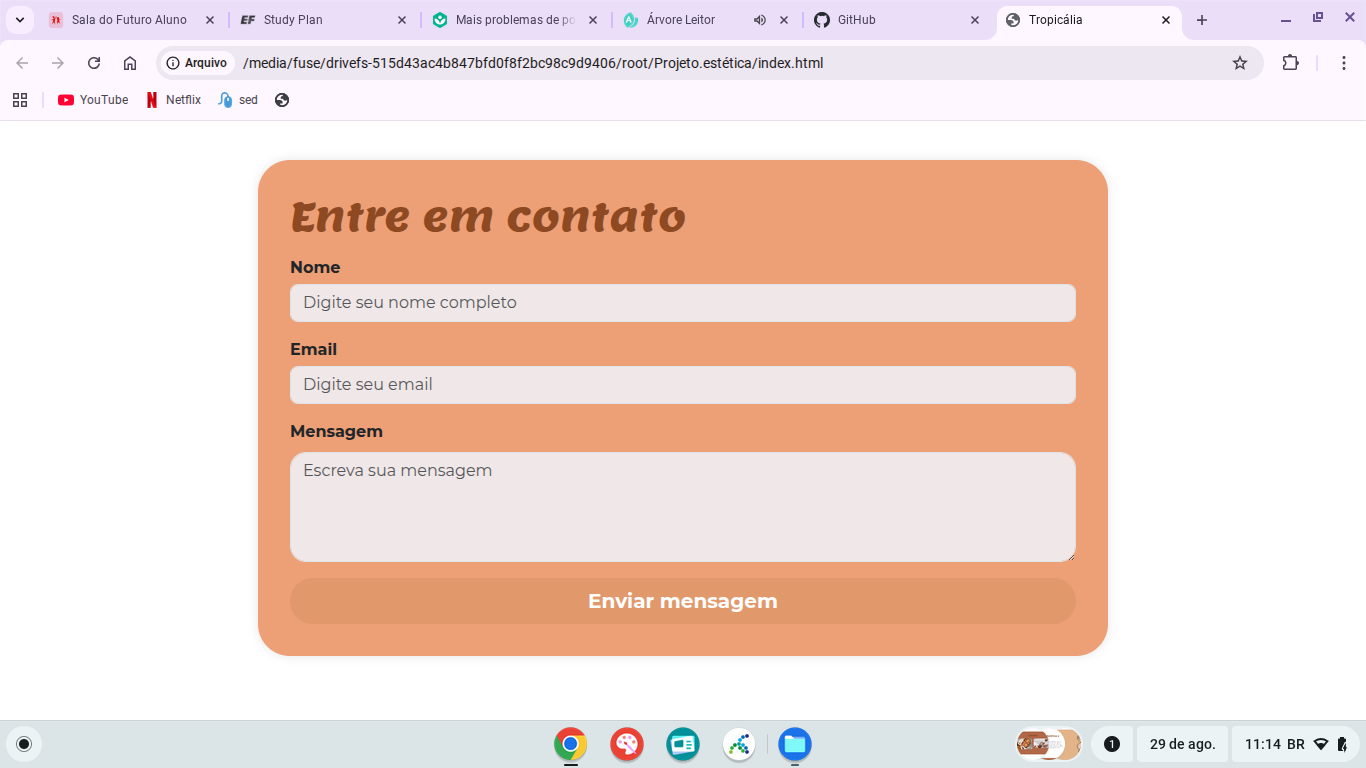 Sala do Futuro Aluno
EF Study Plan
Mais problemas de po
Árvore Leitor
GitHub
Tropicália
Arquivo /media/fuse/drivefs-515d43ac4b847bfd0f8f2bc98c9d9406/root/Projeto.estética/index.html
YouTube
Netflix
sed
Entre em contato
Nome
Digite seu nome completo
Email
Digite seu email
Mensagem
Escreva sua mensagem
Enviar mensagem
1
29 de ago.
11:14 BR